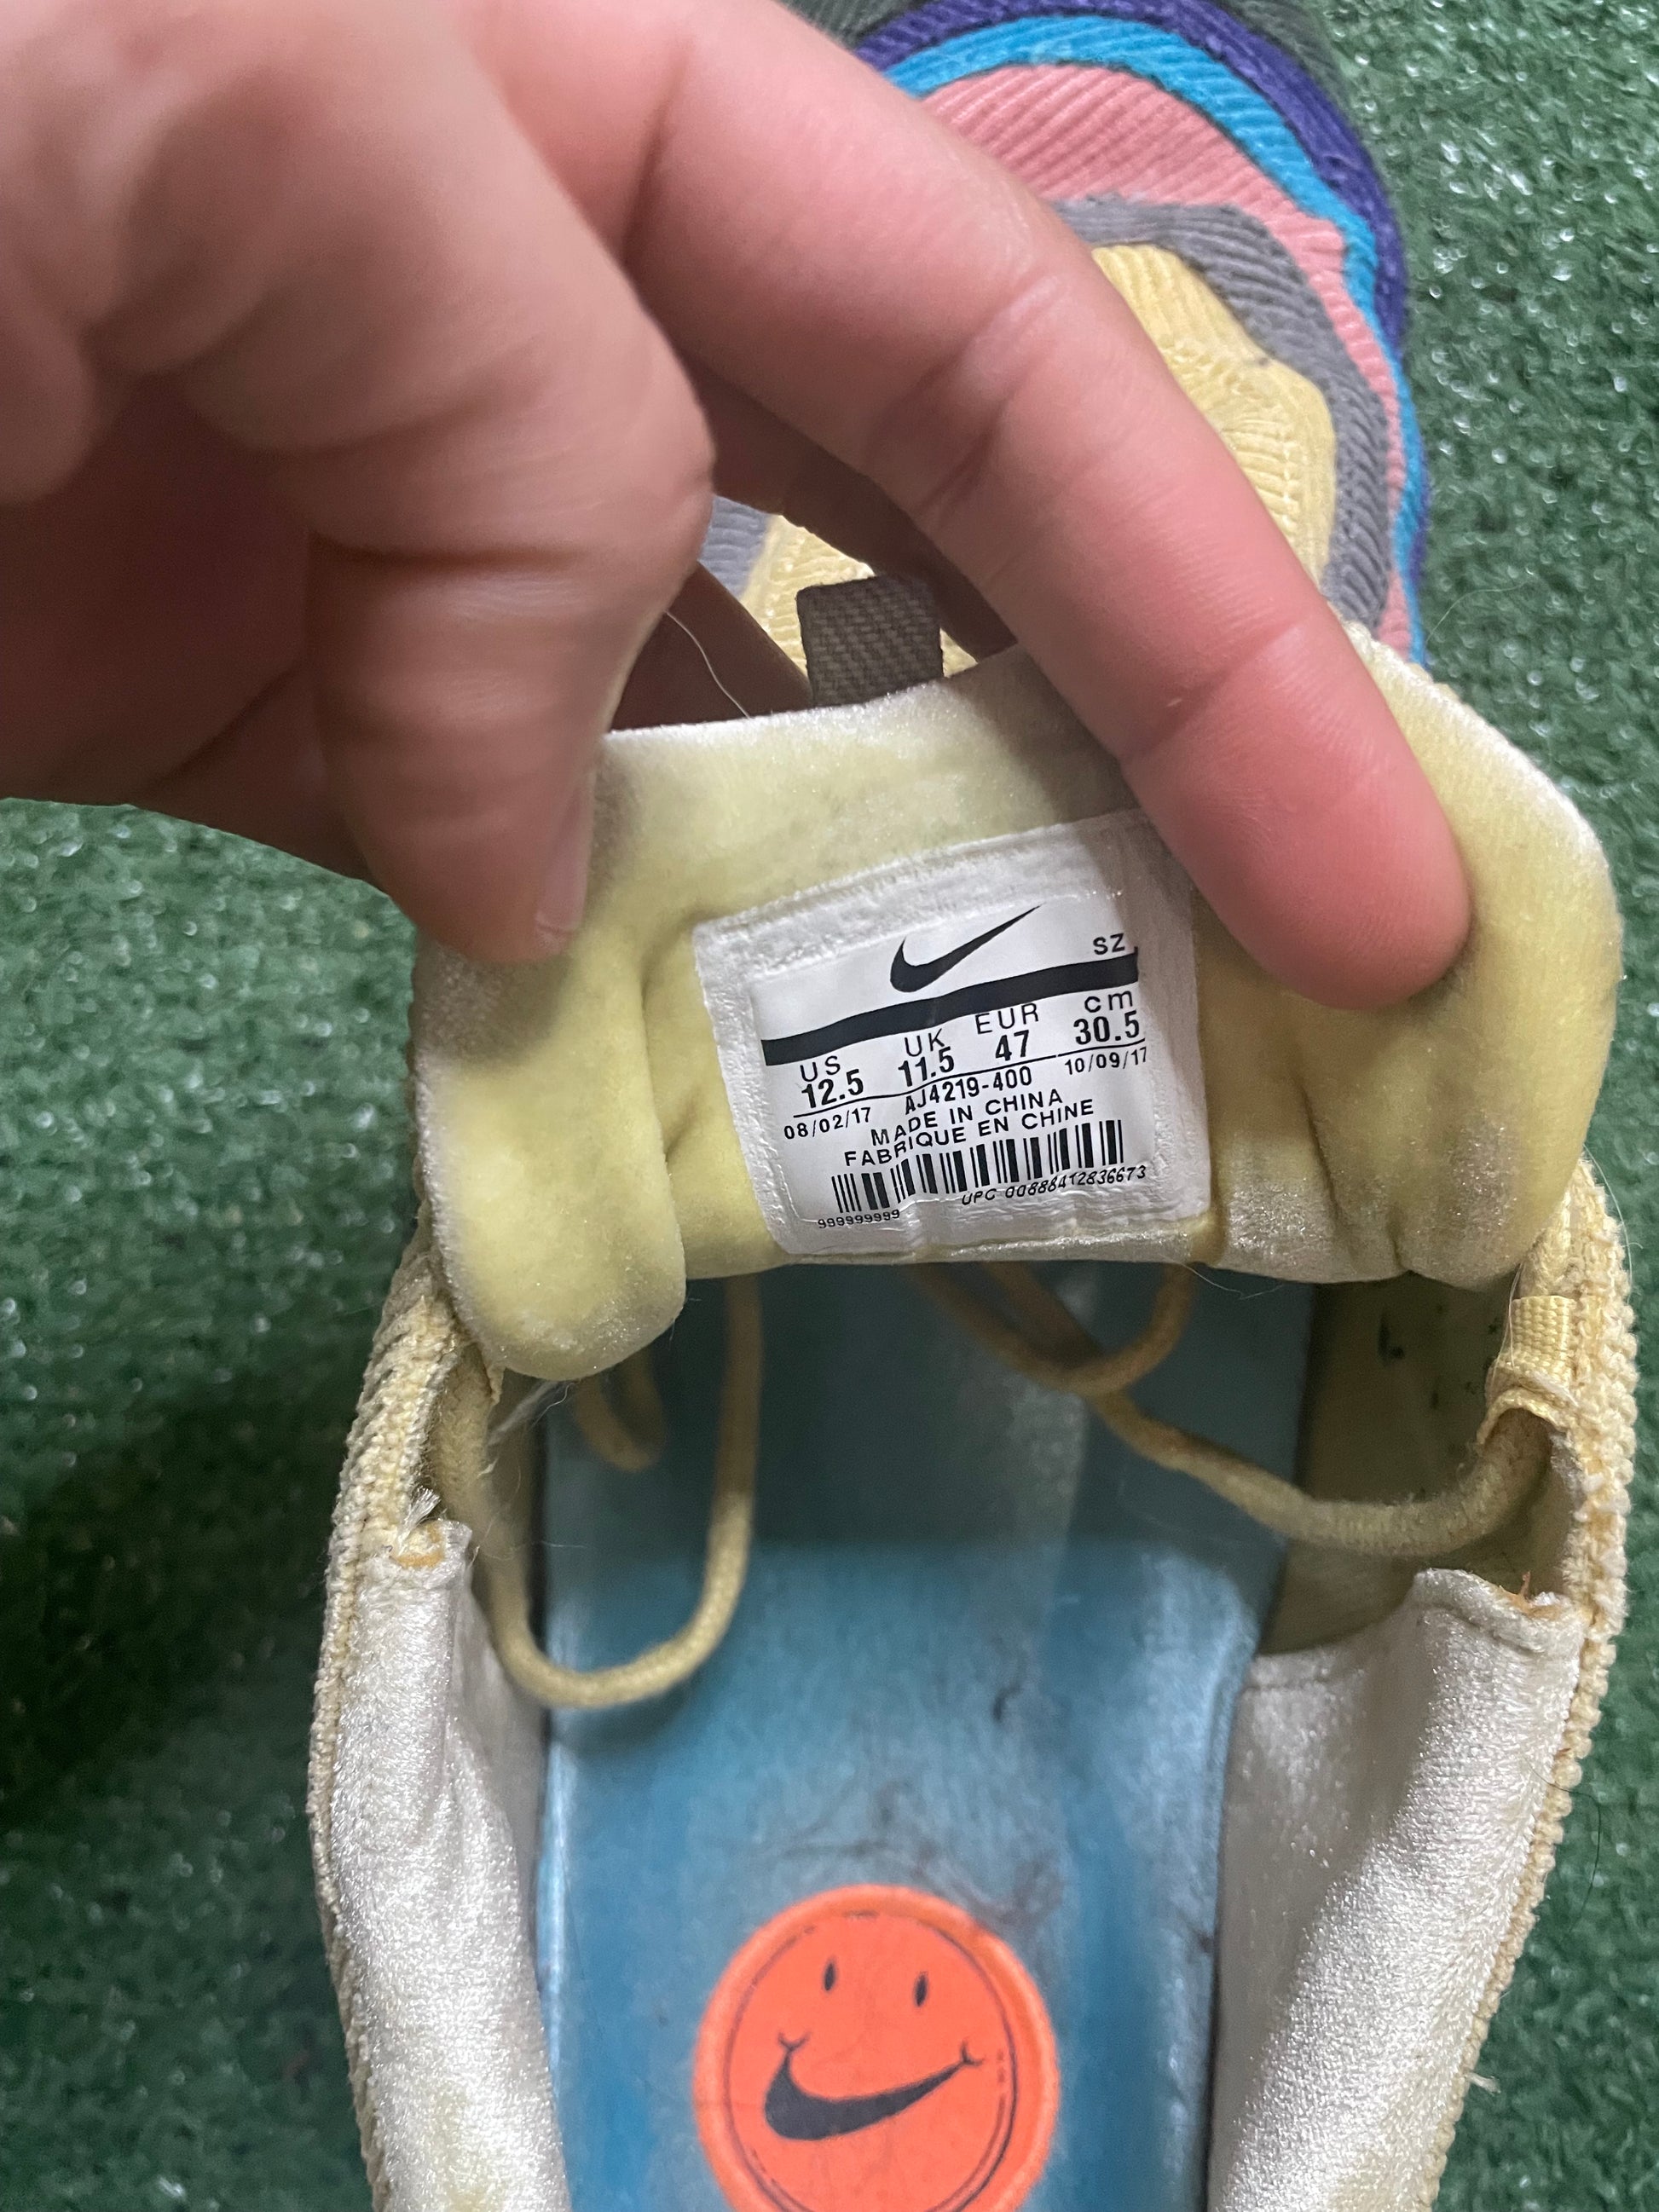 SZ
US UK EUR cm
12.5 11.5 47 30.5
08/02/17 AJ4219-400 10/09/17
MADE IN CHINA
FABRIQUE EN CHINE
UPC 00888412836673
999999999